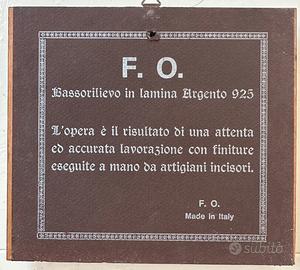 F. O.
Bassorilievo in lamina Argento 925
L'opera è il risultato di una attenta
ed accurata lavorazione con finiture
eseguite a mano da artigiani incisori.
F. O.
Made in Italy
subito